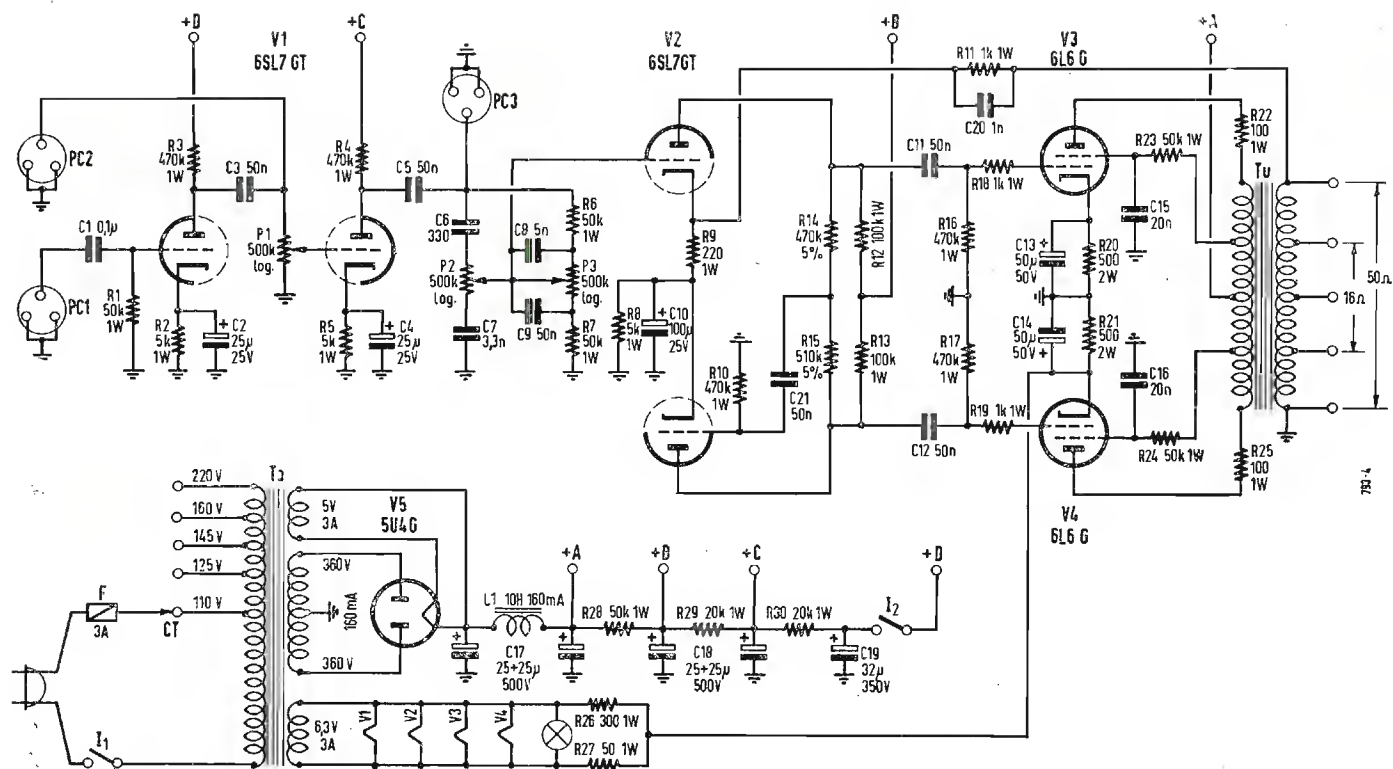 +D
V1
6SL7 GT
+C
PC3
V2
6SL7GT
+B
R11 1k 1W
C20 1n
V3
6L6 G
+A
PC2
R3
470k
1W
C3 50n
R4
470k
1W
C5 50n
R22
100
1W
R23 50k 1W
Tu
C1 0,1µ
P1
500k
log.
C6
330
C8 5n
R6
50k
1W
R9
220
1W
R14
470k
5%
R12 100k 1W
C11 50n
R18 1k 1W
R16
470k
1W
C13
50µ
50V
R20
500
2W
C15
20n
50Ω
16Ω
PC1
R1
50k
1W
R2
5k
1W
C2
25µ
25V
R5
5k
1W
C4
25µ
25V
P2
500k
log.
P3
500k
log.
C7
3,3n
C9 50n
R7
50k
1W
R8
5k
1W
C10
100µ
25V
R10
470k
1W
C21
50n
R15
510k
5%
R13
100k
1W
R17
470k
1W
C14
50µ
50V
R21
500
2W
C16
20n
C12 50n
R19 1k 1W
R24 50k 1W
R25
100
1W
V4
6L6 G
793-4
220 V
160 V
145 V
125 V
110 V
5V
3A
V5
5U4G
360V
160mA
360V
F
3A
CT
L1 10H 160mA
+A
R28 50k 1W
+B
R29 20k 1W
+C
R30 20k 1W
I2
+D
C17
25+25µ
500V
C18
25+25µ
500V
C19
32µ
350V
I1
6,3V
3A
V1
V2
V3
V4
R26 300 1W
R27 50 1W